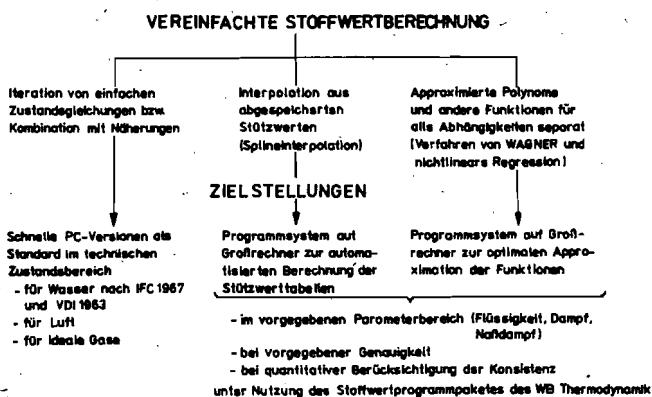 VEREINFACHTE STOFFWERTBERECHNUNG
Iteration von einfachen
Zustandsgleichungen bzw.
Kombination mit Näherungen
Interpolation aus
abgespeicherten
Stützwerten
(Splineinterpolation)
Approximierte Polynome
und andere Funktionen für
alle Abhängigkeiten separat
(Verfahren von WAGNER und
nichtlineare Regression)
ZIELSTELLUNGEN
Schnelle PC-Versionen als
Standard im technischen
Zustandsbereich
- für Wasser nach IFC 1967
und VDI 1963
- für Luft
- für ideale Gase
Programmsystem auf
Großrechner zur automa-
tisierten Berechnung der
Stützwerttabellen
Programmsystem auf Groß-
rechner zur optimalen Appro-
ximation der Funktionen
- im vorgegebenen Parameterbereich (Flüssigkeit, Dampf,
Naßdampf)
- bei vorgegebener Genauigkeit
- bei quantitativer Berücksichtigung der Konsistenz
unter Nutzung des Stoffwertprogrammpaketes des WB Thermodynamik